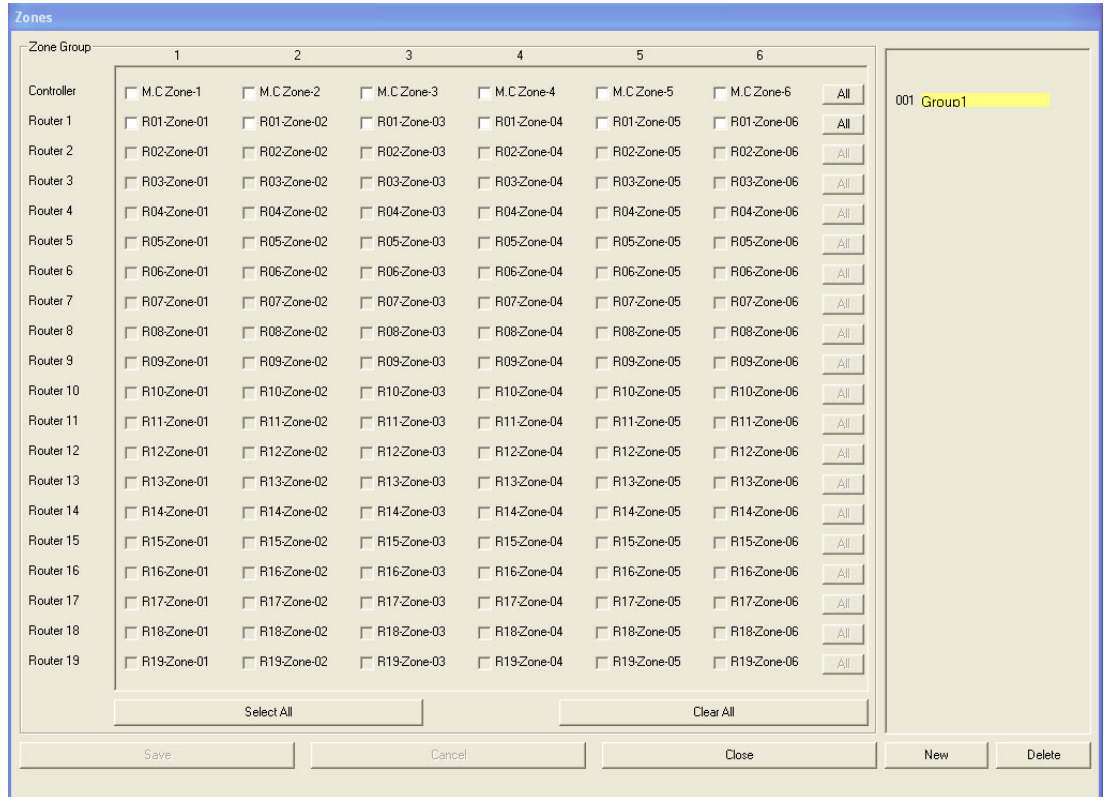 Zones
Zone Group
1 2 3 4 5 6
Controller M.C Zone-1 M.C Zone-2 M.C Zone-3 M.C Zone-4 M.C Zone-5 M.C Zone-6 All
001 Group1
Router 1 R01-Zone-01 R01-Zone-02 R01-Zone-03 R01-Zone-04 R01-Zone-05 R01-Zone-06 All
Router 2 R02-Zone-01 R02-Zone-02 R02-Zone-03 R02-Zone-04 R02-Zone-05 R02-Zone-06 All
Router 3 R03-Zone-01 R03-Zone-02 R03-Zone-03 R03-Zone-04 R03-Zone-05 R03-Zone-06 All
Router 4 R04-Zone-01 R04-Zone-02 R04-Zone-03 R04-Zone-04 R04-Zone-05 R04-Zone-06 All
Router 5 R05-Zone-01 R05-Zone-02 R05-Zone-03 R05-Zone-04 R05-Zone-05 R05-Zone-06 All
Router 6 R06-Zone-01 R06-Zone-02 R06-Zone-03 R06-Zone-04 R06-Zone-05 R06-Zone-06 All
Router 7 R07-Zone-01 R07-Zone-02 R07-Zone-03 R07-Zone-04 R07-Zone-05 R07-Zone-06 All
Router 8 R08-Zone-01 R08-Zone-02 R08-Zone-03 R08-Zone-04 R08-Zone-05 R08-Zone-06 All
Router 9 R09-Zone-01 R09-Zone-02 R09-Zone-03 R09-Zone-04 R09-Zone-05 R09-Zone-06 All
Router 10 R10-Zone-01 R10-Zone-02 R10-Zone-03 R10-Zone-04 R10-Zone-05 R10-Zone-06 All
Router 11 R11-Zone-01 R11-Zone-02 R11-Zone-03 R11-Zone-04 R11-Zone-05 R11-Zone-06 All
Router 12 R12-Zone-01 R12-Zone-02 R12-Zone-03 R12-Zone-04 R12-Zone-05 R12-Zone-06 All
Router 13 R13-Zone-01 R13-Zone-02 R13-Zone-03 R13-Zone-04 R13-Zone-05 R13-Zone-06 All
Router 14 R14-Zone-01 R14-Zone-02 R14-Zone-03 R14-Zone-04 R14-Zone-05 R14-Zone-06 All
Router 15 R15-Zone-01 R15-Zone-02 R15-Zone-03 R15-Zone-04 R15-Zone-05 R15-Zone-06 All
Router 16 R16-Zone-01 R16-Zone-02 R16-Zone-03 R16-Zone-04 R16-Zone-05 R16-Zone-06 All
Router 17 R17-Zone-01 R17-Zone-02 R17-Zone-03 R17-Zone-04 R17-Zone-05 R17-Zone-06 All
Router 18 R18-Zone-01 R18-Zone-02 R18-Zone-03 R18-Zone-04 R18-Zone-05 R18-Zone-06 All
Router 19 R19-Zone-01 R19-Zone-02 R19-Zone-03 R19-Zone-04 R19-Zone-05 R19-Zone-06 All
Select All Clear All
Save Cancel Close New Delete